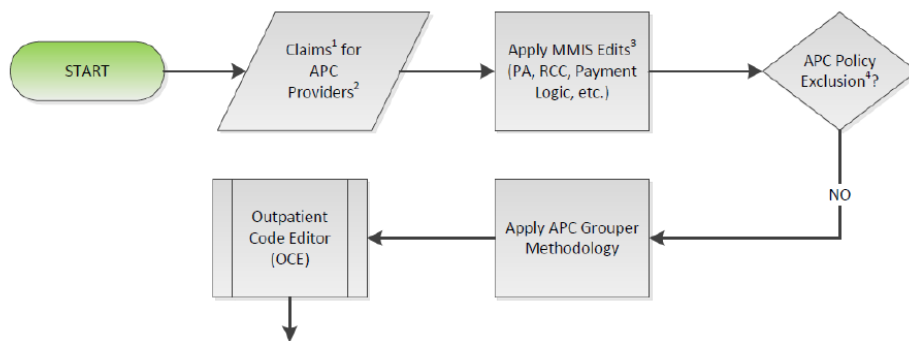 START
Claims¹ for
APC
Providers²
Apply MMIS Edits³
(PA, RCC, Payment
Logic, etc.)
APC Policy
Exclusion⁴?
NO
Apply APC Grouper
Methodology
Outpatient
Code Editor
(OCE)